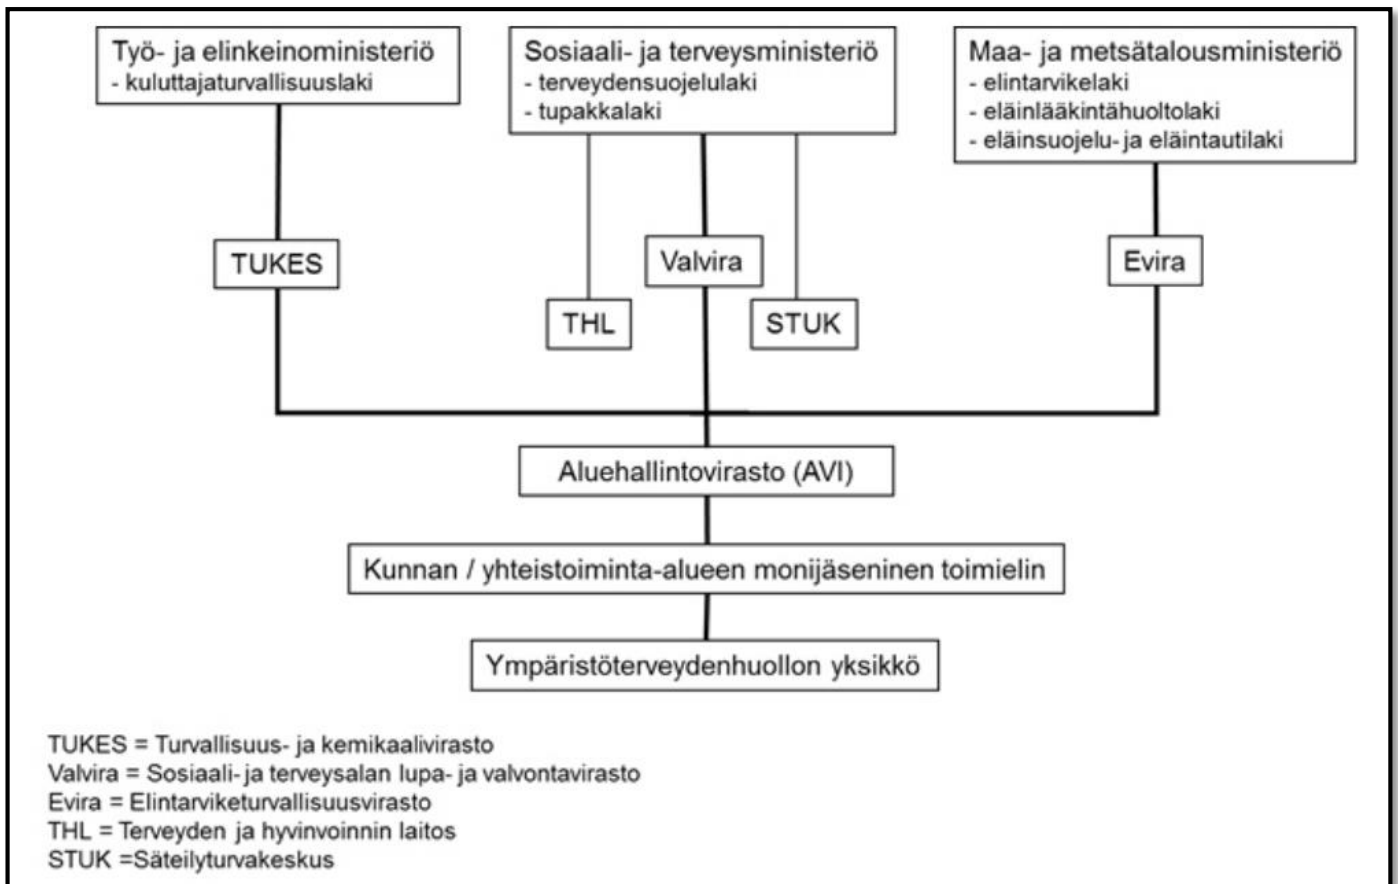 Työ- ja elinkeinoministeriö
- kuluttajaturvallisuuslaki
Sosiaali- ja terveysministeriö
- terveydensuojelulaki
- tupakkalaki
Maa- ja metsätalousministeriö
- elintarvikelaki
- eläinlääkintähuoltolaki
- eläinsuojelu- ja eläintautilaki
TUKES
Valvira
Evira
THL
STUK
Aluehallintovirasto (AVI)
Kunnan / yhteistoiminta-alueen monijäseninen toimielin
Ympäristöterveydenhuollon yksikkö
TUKES = Turvallisuus- ja kemikaalivirasto
Valvira = Sosiaali- ja terveysalan lupa- ja valvontavirasto
Evira = Elintarviketurvallisuusvirasto
THL = Terveyden ja hyvinvoinnin laitos
STUK =Säteilyturvakeskus